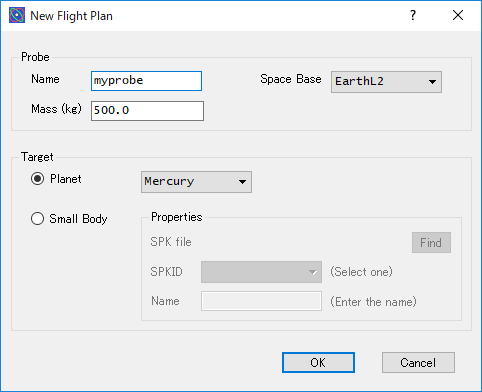 New Flight Plan
Probe
Name myprobe Space Base EarthL2
Mass (kg) 500.0
Target
Planet Mercury
Small Body Properties
SPK file Find
SPKID (Select one)
Name (Enter the name)
OK Cancel